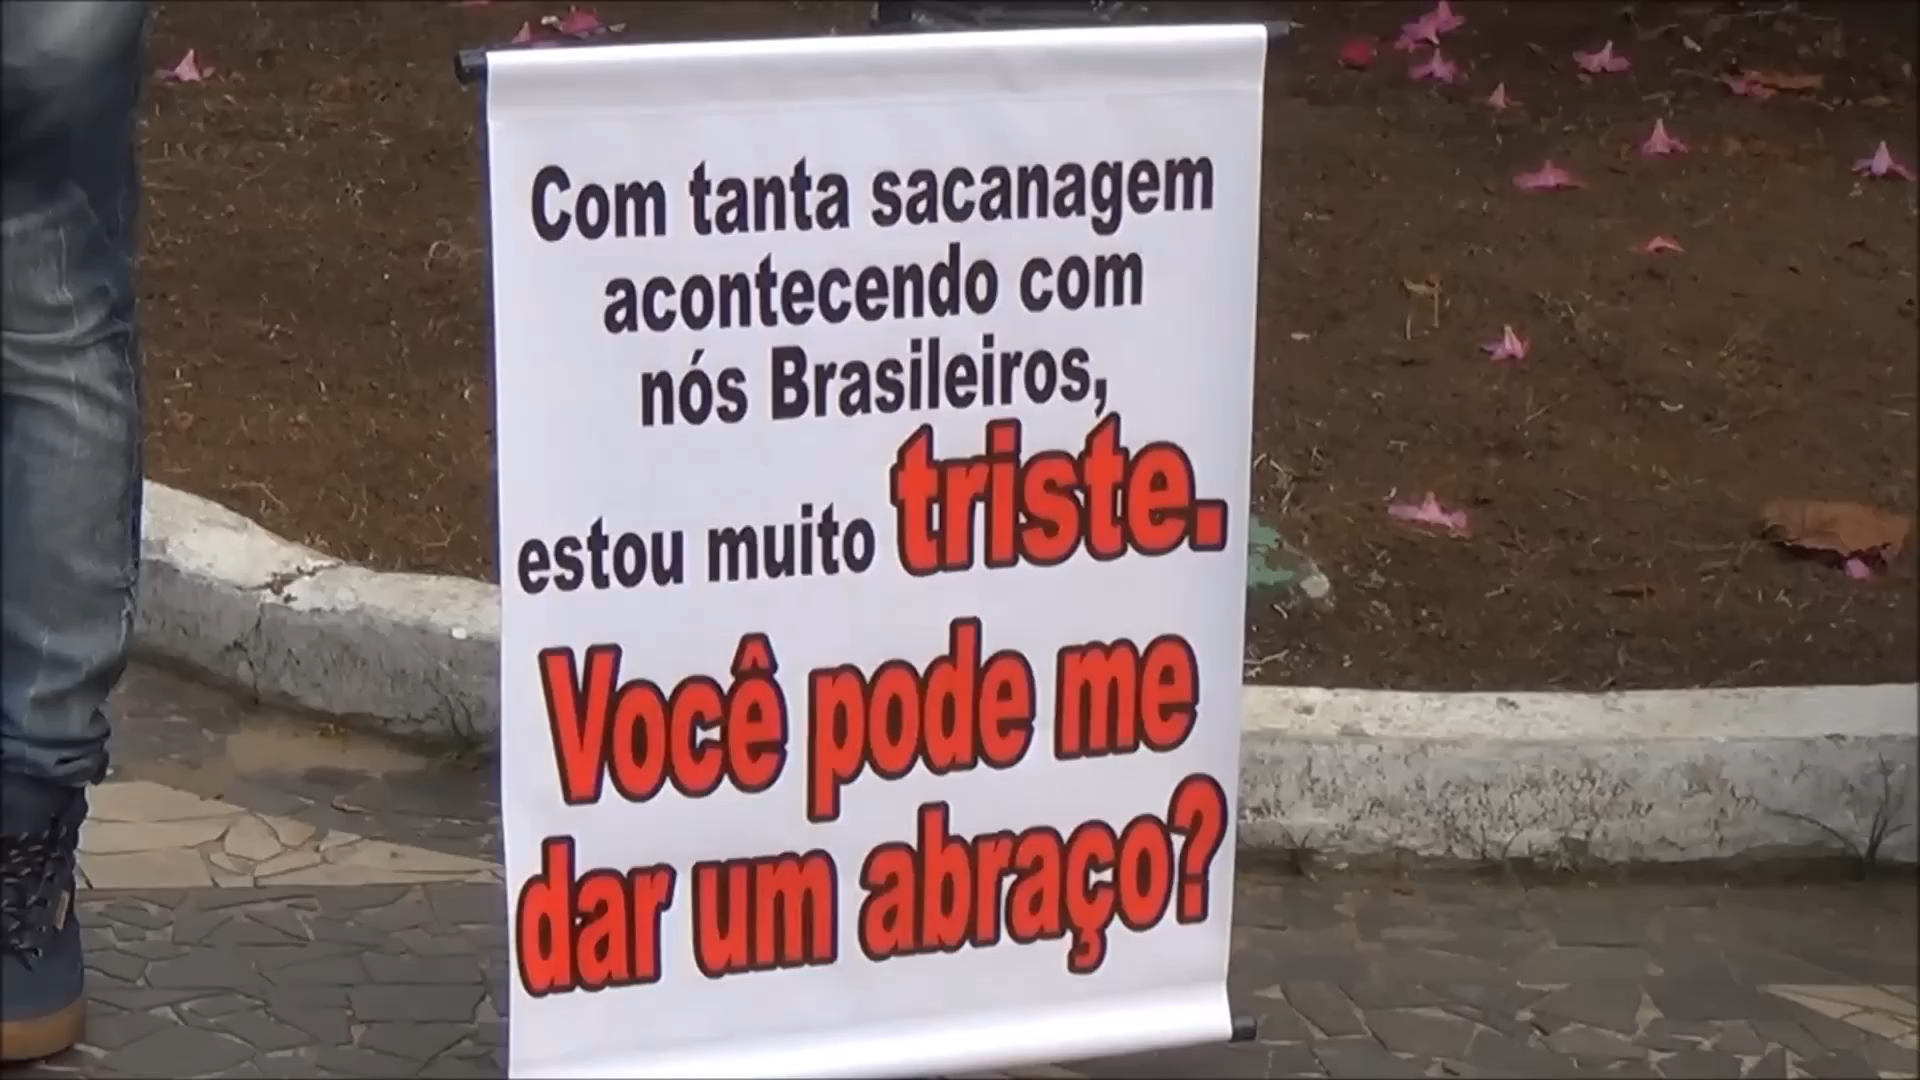 Com tanta sacanagem
acontecendo com
nós Brasileiros,
estou muito triste.
Você pode me
dar um abraço?